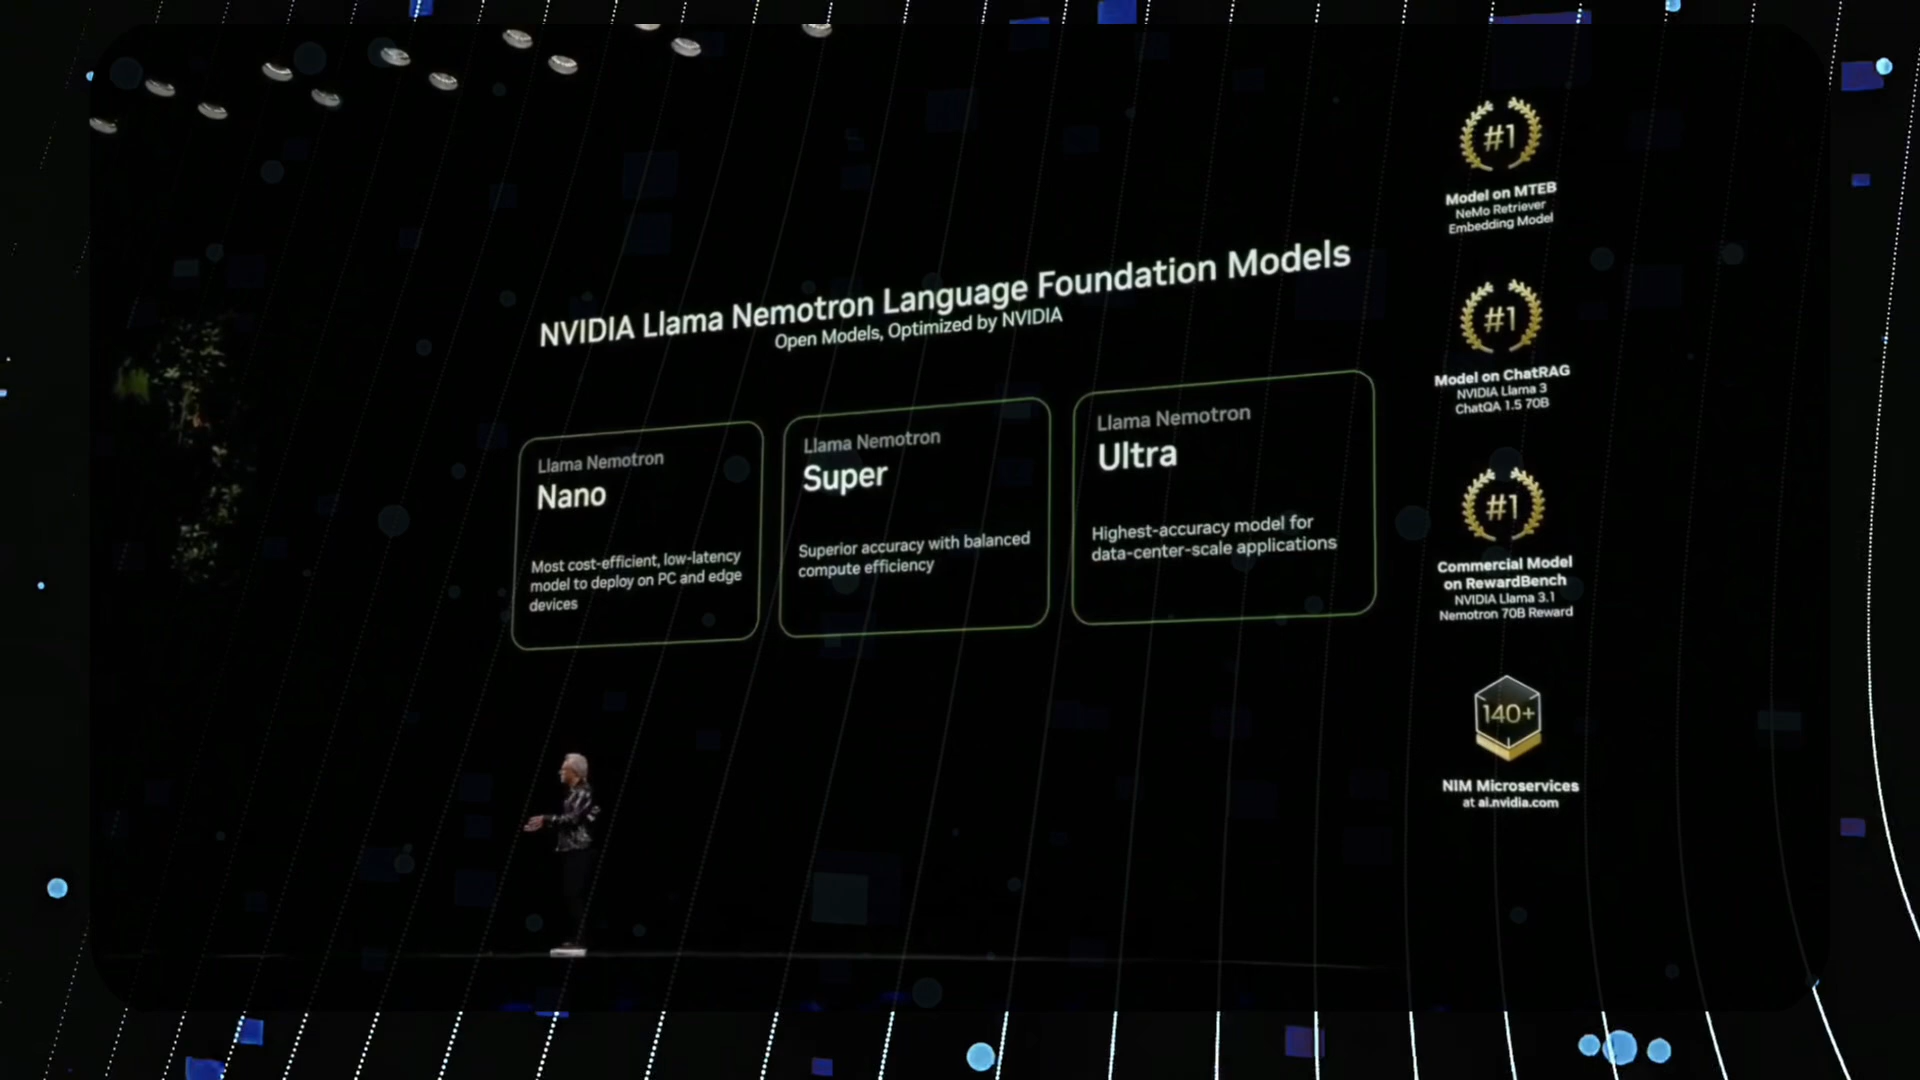 NVIDIA Llama Nemotron Language Foundation Models
Open Models, Optimized by NVIDIA
Llama Nemotron
Nano
Most cost-efficient, low-latency
model to deploy on PC and edge
devices
Llama Nemotron
Super
Superior accuracy with balanced
compute efficiency
Llama Nemotron
Ultra
Highest-accuracy model for
data-center-scale applications
#1
Model on MTEB
NeMo Retriever
Embedding Model
#1
Model on ChatRAG
NVIDIA Llama 3
ChatQA 1.5 70B
#1
Commercial Model
on RewardBench
NVIDIA Llama 3.1
Nemotron 70B Reward
140+
NIM Microservices
at ai.nvidia.com